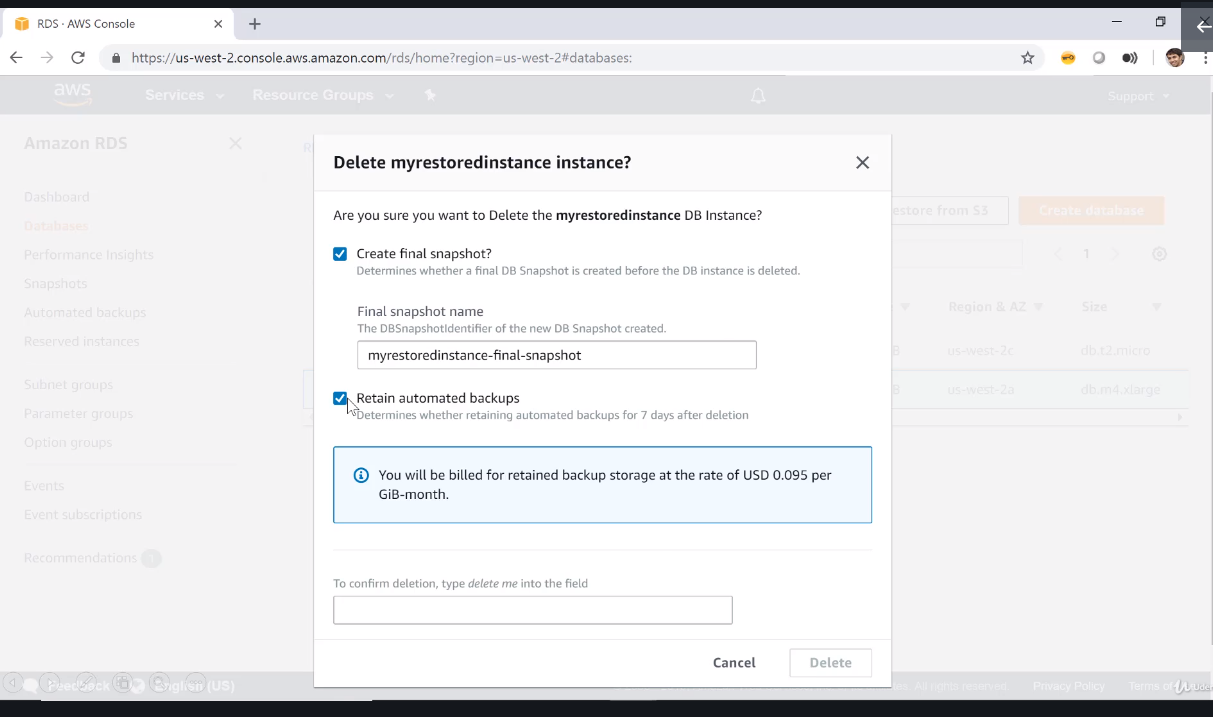 RDS · AWS Console
https://us-west-2.console.aws.amazon.com/rds/home?region=us-west-2#databases:
aws
Services
Resource Groups
Support
Amazon RDS
Dashboard
Databases
Performance Insights
Snapshots
Automated backups
Reserved instances
Subnet groups
Parameter groups
Option groups
Events
Event subscriptions
Recommendations
Delete myrestoredinstance instance?
Are you sure you want to Delete the myrestoredinstance DB Instance?
Create final snapshot?
Determines whether a final DB Snapshot is created before the DB instance is deleted.
Final snapshot name
The DBSnapshotIdentifier of the new DB Snapshot created.
myrestoredinstance-final-snapshot
Retain automated backups
Determines whether retaining automated backups for 7 days after deletion
You will be billed for retained backup storage at the rate of USD 0.095 per
GiB-month.
To confirm deletion, type delete me into the field
Cancel
Delete
from S3
Create database
1
Region & AZ
Size
us-west-2c
db.t2.micro
us-west-2a
db.m4.xlarge
Feedback
English (US)
All rights reserved.
Privacy Policy
Terms of